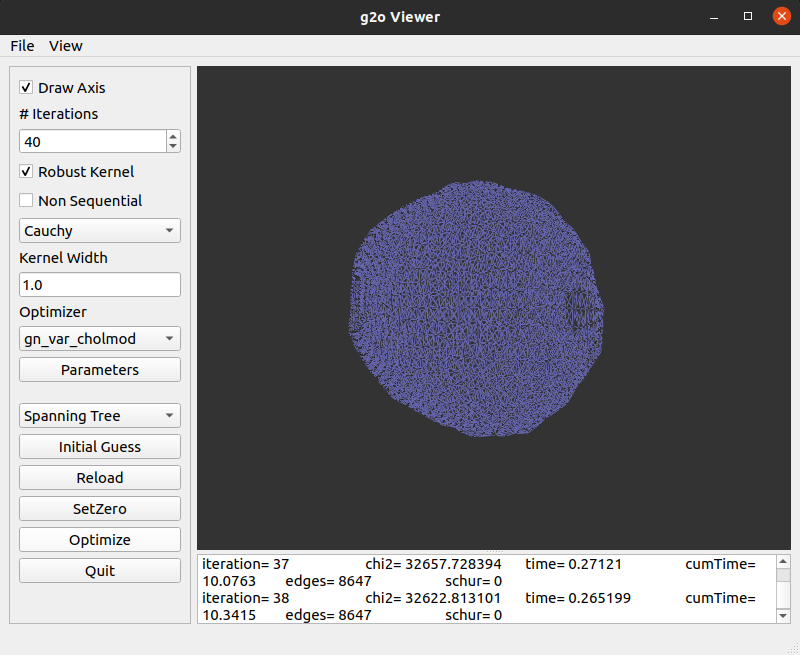 g2o Viewer
File View
Draw Axis
# Iterations
40
Robust Kernel
Non Sequential
Cauchy
Kernel Width
1.0
Optimizer
gn_var_cholmod
Parameters
Spanning Tree
Initial Guess
Reload
SetZero
Optimize
Quit
iteration= 37 chi2= 32657.728394 time= 0.27121 cumTime=
10.0763 edges= 8647 schur= 0
iteration= 38 chi2= 32622.813101 time= 0.265199 cumTime=
10.3415 edges= 8647 schur= 0